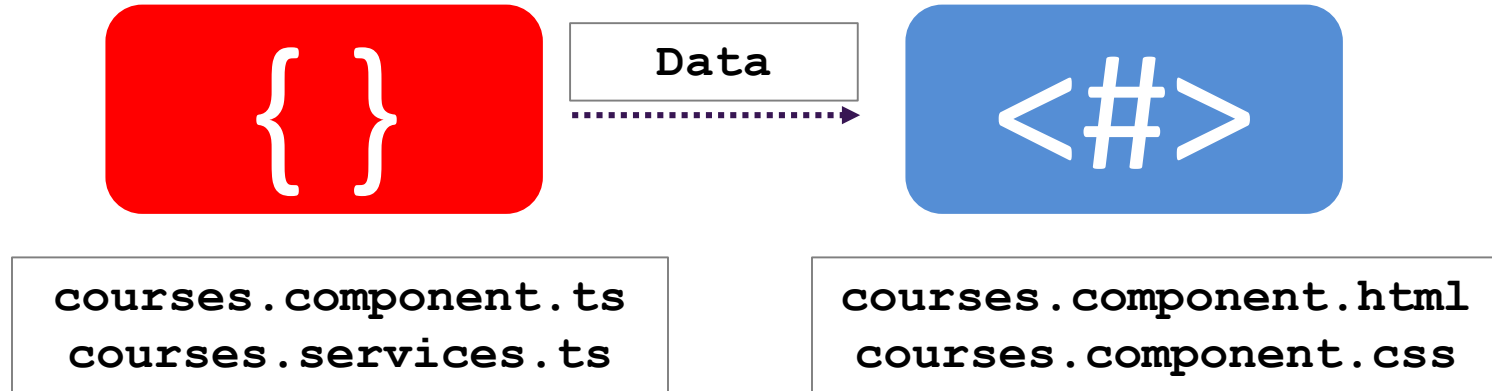 { }
Data
<#>
courses.component.ts
courses.services.ts
courses.component.html
courses.component.css